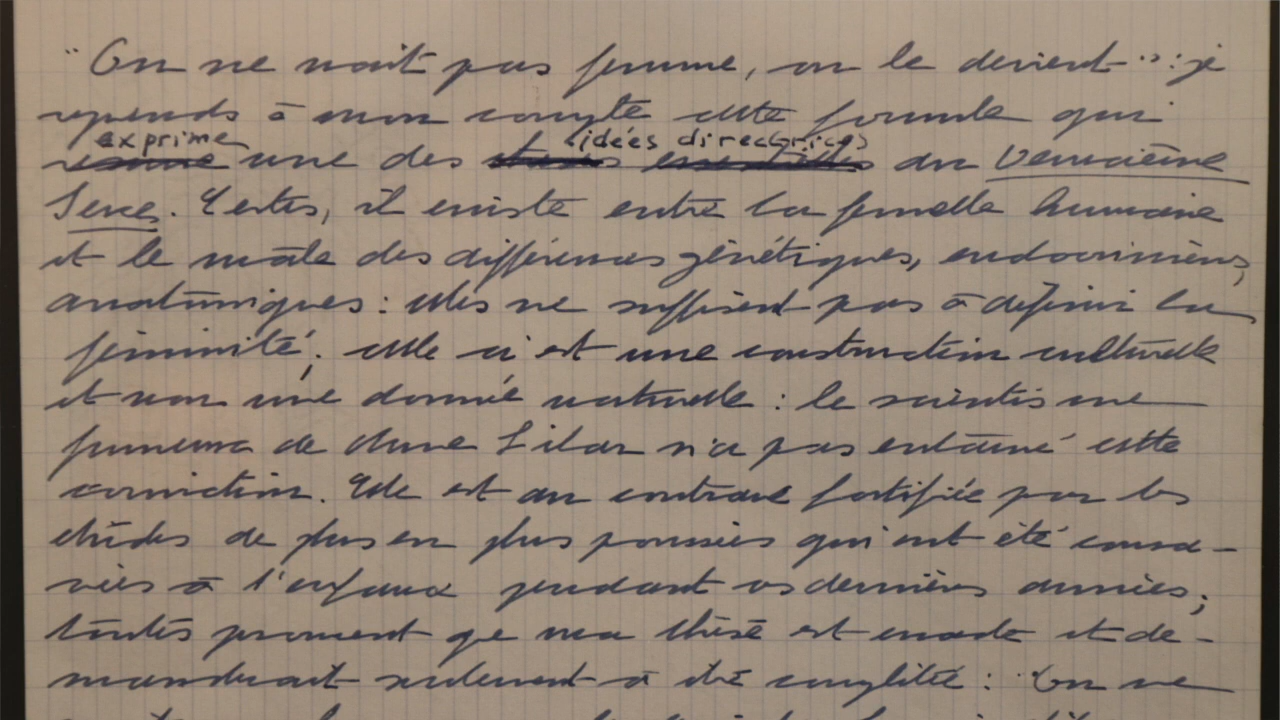 "On ne naît pas femme, on le devient" : je
reprends à mon compte cette formule qui
exprime idées directrices
résume une des du Deuxième
Sexe. Certes, il existe entre la femelle humaine
et le mâle des différences génétiques, endocriniennes,
anatomiques : elles ne suffisent pas à définir la
féminité ; celle ci est une construction culturelle
et non une donnée naturelle : le scientisme
fumeux de Mme Lilar n'a pas entamé cette
conviction. Elle est au contraire fortifiée par les
études de plus en plus poussées qui ont été consa-
crées à l'enfance pendant ces dernières années ;
toutes prouvent que ma thèse est exacte et de-
manderait seulement à être complétée : "On ne